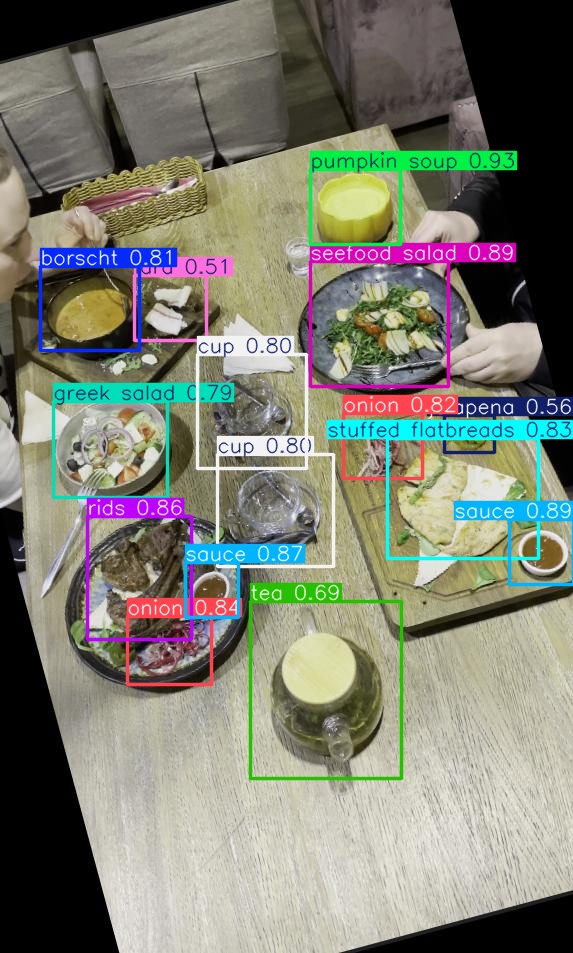 pumpkin soup 0.93
seefood salad 0.89
borscht 0.81
0.51
cup 0.80
greek salad 0.79
onion 0.82
0.56
stuffed flatbreads 0.83
cup 0.80
rids 0.86
sauce 0.89
sauce 0.87
onion 0.84
tea 0.69